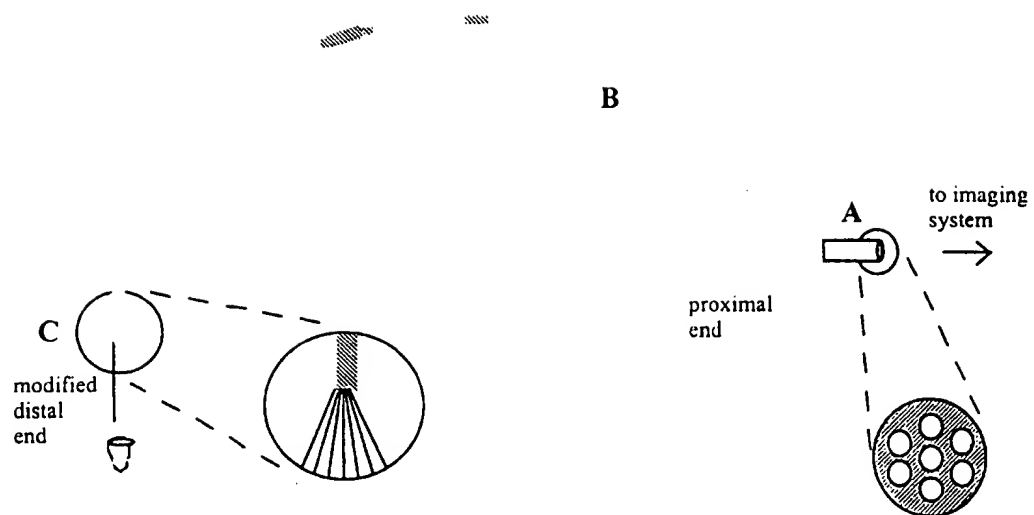 B
A
to imaging
system
proximal
end
C
modified
distal
end